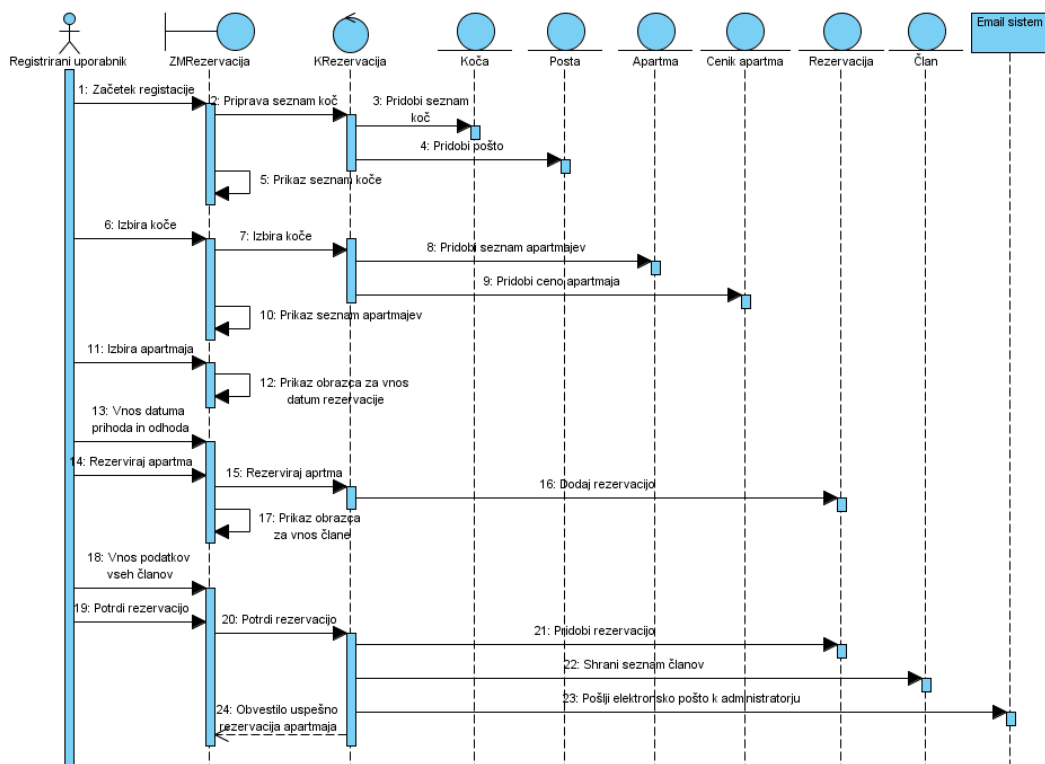 Registrirani uporabnik
ZMRezervacija
KRezervacija
Koča
Posta
Apartma
Cenik apartma
Rezervacija
Član
Email sistem
1: Začetek registacije
2: Priprava seznam koč
3: Pridobi seznam
koč
4: Pridobi pošto
5: Prikaz seznam koče
6: Izbira koče
7: Izbira koče
8: Pridobi seznam apartmajev
9: Pridobi ceno apartmaja
10: Prikaz seznam apartmajev
11: Izbira apartmaja
12: Prikaz obrazca za vnos
datum rezervacije
13: Vnos datuma
prihoda in odhoda
14: Rezerviraj apartma
15: Rezerviraj aprtma
16: Dodaj rezervacijo
17: Prikaz obrazca
za vnos člane
18: Vnos podatkov
vseh članov
19: Potrdi rezervacijo
20: Potrdi rezervacijo
21: Pridobi rezervacijo
22: Shrani seznam članov
23: Pošlji elektronsko pošto k administratorju
24: Obvestilo uspešno
rezervacija apartmaja